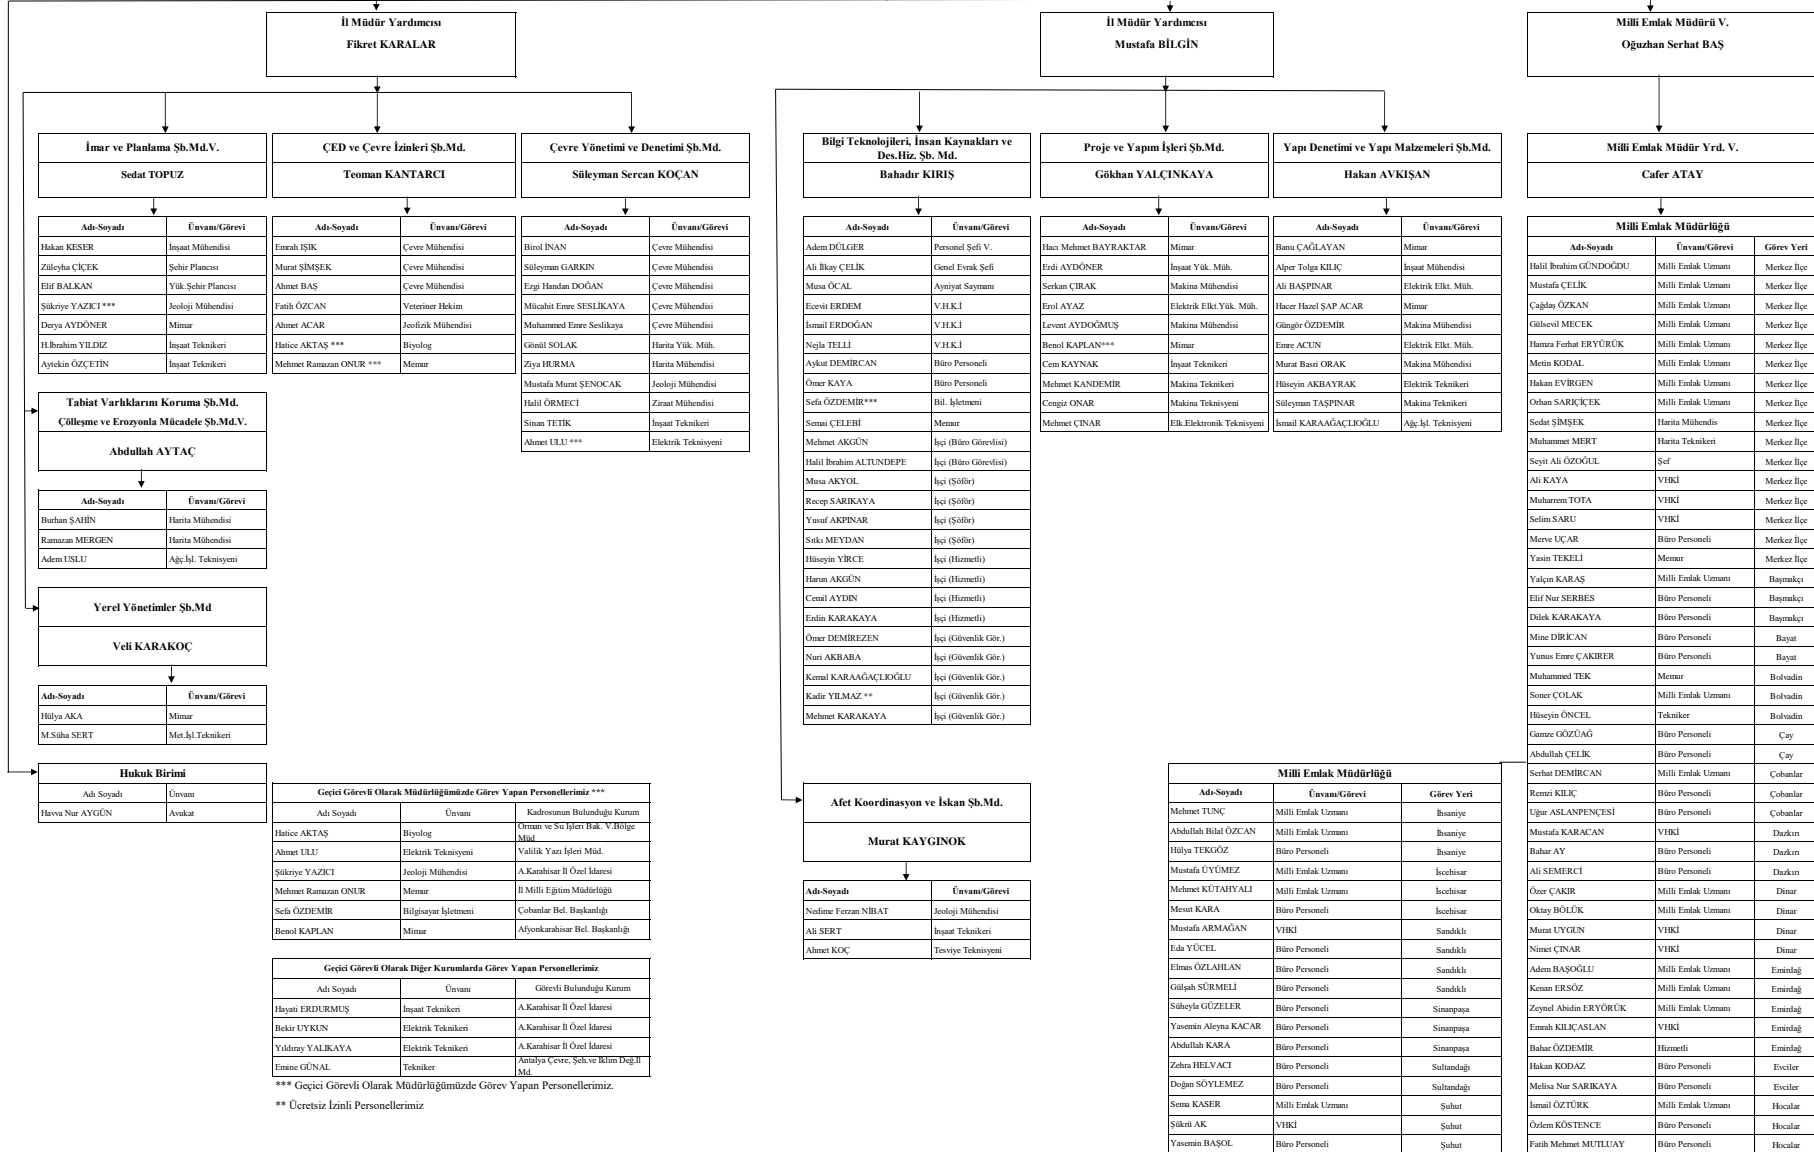 İl Müdür Yardımcısı
Fikret KARALAR
İl Müdür Yardımcısı
Mustafa BİLGİN
Milli Emlak Müdürü V.
Oğuzhan Serhat BAŞ
İmar ve Planlama Şb.Md.V.
Sedat TOPUZ
Adı-Soyadı Ünvanı/Görevi
Hakan KESER İnşaat Mühendisi
Züleyha ÇİÇEK Şehir Plancısı
Elif BALKAN Yük.Şehir Plancısı
Şükriye YAZICI *** Jeoloji Mühendisi
Derya AYDÖNER Mimar
H.İbrahim YILDIZ İnşaat Teknikeri
Aytekin ÖZÇETİN İnşaat Teknikeri
Tabiat Varlıklarını Koruma Şb.Md.
Çölleşme ve Erozyonla Mücadele Şb.Md.V.
Abdullah AYTAÇ
Adı-Soyadı Ünvanı/Görevi
Burhan ŞAHİN Harita Mühendisi
Ramazan MERGEN Harita Mühendisi
Adem USLU Ağç.İşl. Teknisyeni
Yerel Yönetimler Şb.Md
Veli KARAKOÇ
Adı-Soyadı Ünvanı/Görevi
Hülya AKA Mimar
M.Süha SERT Met.İşl.Teknikeri
Hukuk Birimi
Adı Soyadı Ünvanı
Havva Nur AYGÜN Avukat
ÇED ve Çevre İzinleri Şb.Md.
Teoman KANTARCI
Adı-Soyadı Ünvanı/Görevi
Emrah IŞIK Çevre Mühendisi
Murat ŞİMŞEK Çevre Mühendisi
Ahmet BAŞ Çevre Mühendisi
Fatih ÖZCAN Veteriner Hekim
Ahmet ACAR Jeofizik Mühendisi
Hatice AKTAŞ *** Biyolog
Mehmet Ramazan ONUR *** Memur
Çevre Yönetimi ve Denetimi Şb.Md.
Süleyman Sercan KOÇAN
Adı-Soyadı Ünvanı/Görevi
Birol İNAN Çevre Mühendisi
Süleyman GARKIN Çevre Mühendisi
Ezgi Handan DOĞAN Çevre Mühendisi
Mücahit Emre SESLİKAYA Çevre Mühendisi
Muhammed Emre Seslikaya Çevre Mühendisi
Gönül SOLAK Harita Yük. Müh.
Ziya HURMA Harita Mühendisi
Mustafa Murat ŞENOCAK Jeoloji Mühendisi
Halil ÖRMECİ Ziraat Mühendisi
Sinan TETİK İnşaat Teknikeri
Ahmet ULU *** Elektrik Teknisyeni
Geçici Görevli Olarak Müdürlüğümüzde Görev Yapan Personellerimiz ***
Adı Soyadı Ünvanı Kadrosunun Bulunduğu Kurum
Hatice AKTAŞ Biyolog Orman ve Su İşleri Bak. V.Bölge Müd
Ahmet ULU Elektrik Teknisyeni Valilik Yazı İşleri Müd.
Şükriye YAZICI Jeoloji Mühendisi A.Karahisar İl Özel İdaresi
Mehmet Ramazan ONUR Memur İl Milli Eğitim Müdürlüğü
Sefa ÖZDEMİR Bilgisayar İşletmeni Çobanlar Bel. Başkanlığı
Benol KAPLAN Mimar Afyonkarahisar Bel. Başkanlığı
Geçici Görevli Olarak Diğer Kurumlarda Görev Yapan Personellerimiz
Adı Soyadı Ünvanı Görevli Bulunduğu Kurum
Hayati ERDURMUŞ İnşaat Teknikeri A.Karahisar İl Özel İdaresi
Bekir UYKUN Elektrik Teknikeri A.Karahisar İl Özel İdaresi
Yıldıray YALIKAYA Elektrik Teknikeri A.Karahisar İl Özel İdaresi
Emine GÜNAL Tekniker Antalya Çevre, Şeh.ve İklim Değ.İl Md.
*** Geçici Görevli Olarak Müdürlüğümüzde Görev Yapan Personellerimiz.
** Ücretsiz İzinli Personellerimiz
Bilgi Teknolojileri, İnsan Kaynakları ve
Des.Hiz. Şb. Md.
Bahadır KIRIŞ
Adı-Soyadı Ünvanı/Görevi
Adem DÜLGER Personel Şefi V.
Ali İlkay ÇELİK Genel Evrak Şefi
Musa ÖCAL Ayniyat Saymanı
Ecevit ERDEM V.H.K.İ
İsmail ERDOĞAN V.H.K.İ
Nejla TELLİ V.H.K.İ
Aykut DEMİRCAN Büro Personeli
Ömer KAYA Büro Personeli
Sefa ÖZDEMİR*** Bil. İşletmeni
Semai ÇELEBİ Memur
Mehmet AKGÜN İşçi (Büro Görevlisi)
Halil İbrahim ALTUNDEPE İşçi (Büro Görevlisi)
Musa AKYOL İşçi (Şöför)
Recep SARIKAYA İşçi (Şöför)
Yusuf AKPINAR İşçi (Şöför)
Sıtkı MEYDAN İşçi (Şöför)
Hüseyin YİRCE İşçi (Hizmetli)
Harun AKGÜN İşçi (Hizmetli)
Cemil AYDIN İşçi (Hizmetli)
Erdin KARAKAYA İşçi (Hizmetli)
Ömer DEMİREZEN İşçi (Güvenlik Gör.)
Nuri AKBABA İşçi (Güvenlik Gör.)
Kemal KARAAĞAÇLIOĞLU İşçi (Güvenlik Gör.)
Kadir YILMAZ ** İşçi (Güvenlik Gör.)
Mehmet KARAKAYA İşçi (Güvenlik Gör.)
Afet Koordinasyon ve İskan Şb.Md.
Murat KAYGINOK
Adı-Soyadı Ünvanı/Görevi
Nedime Ferzan NİBAT Jeoloji Mühendisi
Ali SERT İnşaat Teknikeri
Ahmet KOÇ Tesviye Teknisyeni
Proje ve Yapım İşleri Şb.Md.
Gökhan YALÇINKAYA
Adı-Soyadı Ünvanı/Görevi
Hacı Mehmet BAYRAKTAR Mimar
Erdi AYDÖNER İnşaat Yük. Müh.
Serkan ÇIRAK Makina Mühendisi
Erol AYAZ Elektrik Elkt.Yük. Müh.
Levent AYDOĞMUŞ Makina Mühendisi
Benol KAPLAN*** Mimar
Cem KAYNAK İnşaat Teknikeri
Mehmet KANDEMİR Makina Teknikeri
Cengiz ONAR Makina Teknisyeni
Mehmet ÇINAR Elk.Elektronik Teknisyeni
Yapı Denetimi ve Yapı Malzemeleri Şb.Md.
Hakan AVKIŞAN
Adı-Soyadı Ünvanı/Görevi
Banu ÇAĞLAYAN Mimar
Alper Tolga KILIÇ İnşaat Mühendisi
Ali BAŞPINAR Elektrik Elkt. Müh.
Hacer Hazel ŞAP ACAR Mimar
Güngör ÖZDEMİR Makina Mühendisi
Emre ACUN Elektrik Elkt. Müh.
Murat Basri ORAK Makina Mühendisi
Hüseyin AKBAYRAK Elektrik Teknikeri
Süleyman TAŞPINAR Makina Teknikeri
İsmail KARAAĞAÇLIOĞLU Ağç.İşl. Teknisyeni
Milli Emlak Müdür Yrd. V.
Cafer ATAY
Milli Emlak Müdürlüğü
Adı-Soyadı Ünvanı/Görevi Görev Yeri
Halil İbrahim GÜNDOĞDU Milli Emlak Uzmanı Merkez İlçe
Mustafa ÇELİK Milli Emlak Uzmanı Merkez İlçe
Çağdaş ÖZKAN Milli Emlak Uzmanı Merkez İlçe
Gülsevil MECEK Milli Emlak Uzmanı Merkez İlçe
Hamza Ferhat ERYÜRÜK Milli Emlak Uzmanı Merkez İlçe
Metin KODAL Milli Emlak Uzmanı Merkez İlçe
Hakan EVİRGEN Milli Emlak Uzmanı Merkez İlçe
Orhan SARIÇİÇEK Milli Emlak Uzmanı Merkez İlçe
Sedat ŞİMŞEK Harita Mühendis Merkez İlçe
Muhammet MERT Harita Teknikeri Merkez İlçe
Seyit Ali ÖZOĞUL Şef Merkez İlçe
Ali KAYA VHKİ Merkez İlçe
Muharrem TOTA VHKİ Merkez İlçe
Selim SARU VHKİ Merkez İlçe
Merve UÇAR Büro Personeli Merkez İlçe
Yasin TEKELİ Memur Merkez İlçe
Yalçın KARAŞ Milli Emlak Uzmanı Başmakçı
Elif Nur SERBES Büro Personeli Başmakçı
Dilek KARAKAYA Büro Personeli Başmakçı
Mine DİRİCAN Büro Personeli Bayat
Yunus Emre ÇAKIRER Büro Personeli Bayat
Muhammed TEK Memur Bolvadin
Soner ÇOLAK Milli Emlak Uzmanı Bolvadin
Hüseyin ÖNCEL Tekniker Bolvadin
Gamze GÖZÜAĞ Büro Personeli Çay
Abdullah ÇELİK Büro Personeli Çay
Serhat DEMİRCAN Milli Emlak Uzmanı Çobanlar
Remzi KILIÇ Büro Personeli Çobanlar
Uğur ASLANPENÇESİ Büro Personeli Çobanlar
Mustafa KARACAN VHKİ Dazkırı
Bahar AY Büro Personeli Dazkırı
Ali SEMERCİ Büro Personeli Dazkırı
Özer ÇAKIR Milli Emlak Uzmanı Dinar
Oktay BÖLÜK Milli Emlak Uzmanı Dinar
Murat UYGUN VHKİ Dinar
Nimet ÇINAR VHKİ Dinar
Adem BAŞOĞLU Milli Emlak Uzmanı Emirdağ
Kenan ERSÖZ Milli Emlak Uzmanı Emirdağ
Zeynel Abidin ERYÖRÜK Milli Emlak Uzmanı Emirdağ
Emrah KILIÇASLAN VHKİ Emirdağ
Bahar ÖZDEMİR Hizmetli Emirdağ
Hakan KODAZ Büro Personeli Evciler
Melisa Nur SARIKAYA Büro Personeli Evciler
İsmail ÖZTÜRK Milli Emlak Uzmanı Hocalar
Özlem KÖSTENCE Büro Personeli Hocalar
Fatih Mehmet MUTLUAY Büro Personeli Hocalar
Milli Emlak Müdürlüğü
Adı-Soyadı Ünvanı/Görevi Görev Yeri
Mehmet TUNÇ Milli Emlak Uzmanı İhsaniye
Abdullah Bilal ÖZCAN Milli Emlak Uzmanı İhsaniye
Hülya TEKGÖZ Büro Personeli İhsaniye
Mustafa ÜYÜMEZ Milli Emlak Uzmanı İscehisar
Mehmet KÜTAHYALI Milli Emlak Uzmanı İscehisar
Mesut KARA Büro Personeli İscehisar
Mustafa ARMAĞAN VHKİ Sandıklı
Eda YÜCEL Büro Personeli Sandıklı
Elmas ÖZLAHLAN Büro Personeli Sandıklı
Gülşah SÜRMELİ Büro Personeli Sandıklı
Süheyla GÜZELER Büro Personeli Sinanpaşa
Yasemin Aleyna KACAR Büro Personeli Sinanpaşa
Abdullah KARA Büro Personeli Sinanpaşa
Zehra HELVACI Büro Personeli Sultandağı
Doğan SÖYLEMEZ Büro Personeli Sultandağı
Sema KASER Milli Emlak Uzmanı Şuhut
Şükrü AK VHKİ Şuhut
Yasemin BAŞOL Büro Personeli Şuhut